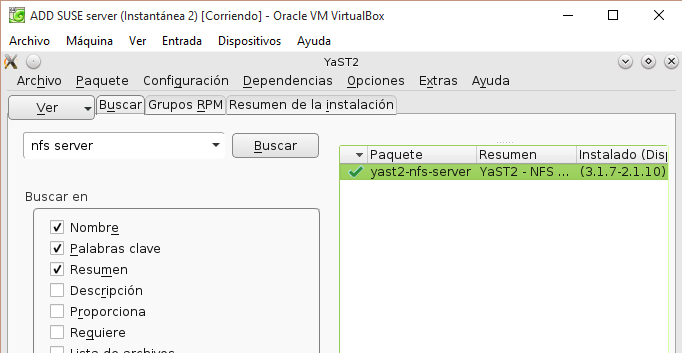 ADD SUSE server (Instantánea 2) [Corriendo] - Oracle VM VirtualBox
Archivo Máquina Ver Entrada Dispositivos Ayuda
YaST2
Archivo Paquete Configuración Dependencias Opciones Extras Ayuda
Ver Buscar Grupos RPM Resumen de la instalación
nfs server Buscar
Paquete Resumen Instalado (Disp
yast2-nfs-server YaST2 - NFS ... (3.1.7-2.1.10)
Buscar en
Nombre
Palabras clave
Resumen
Descripción
Proporciona
Requiere
Lista de archivos